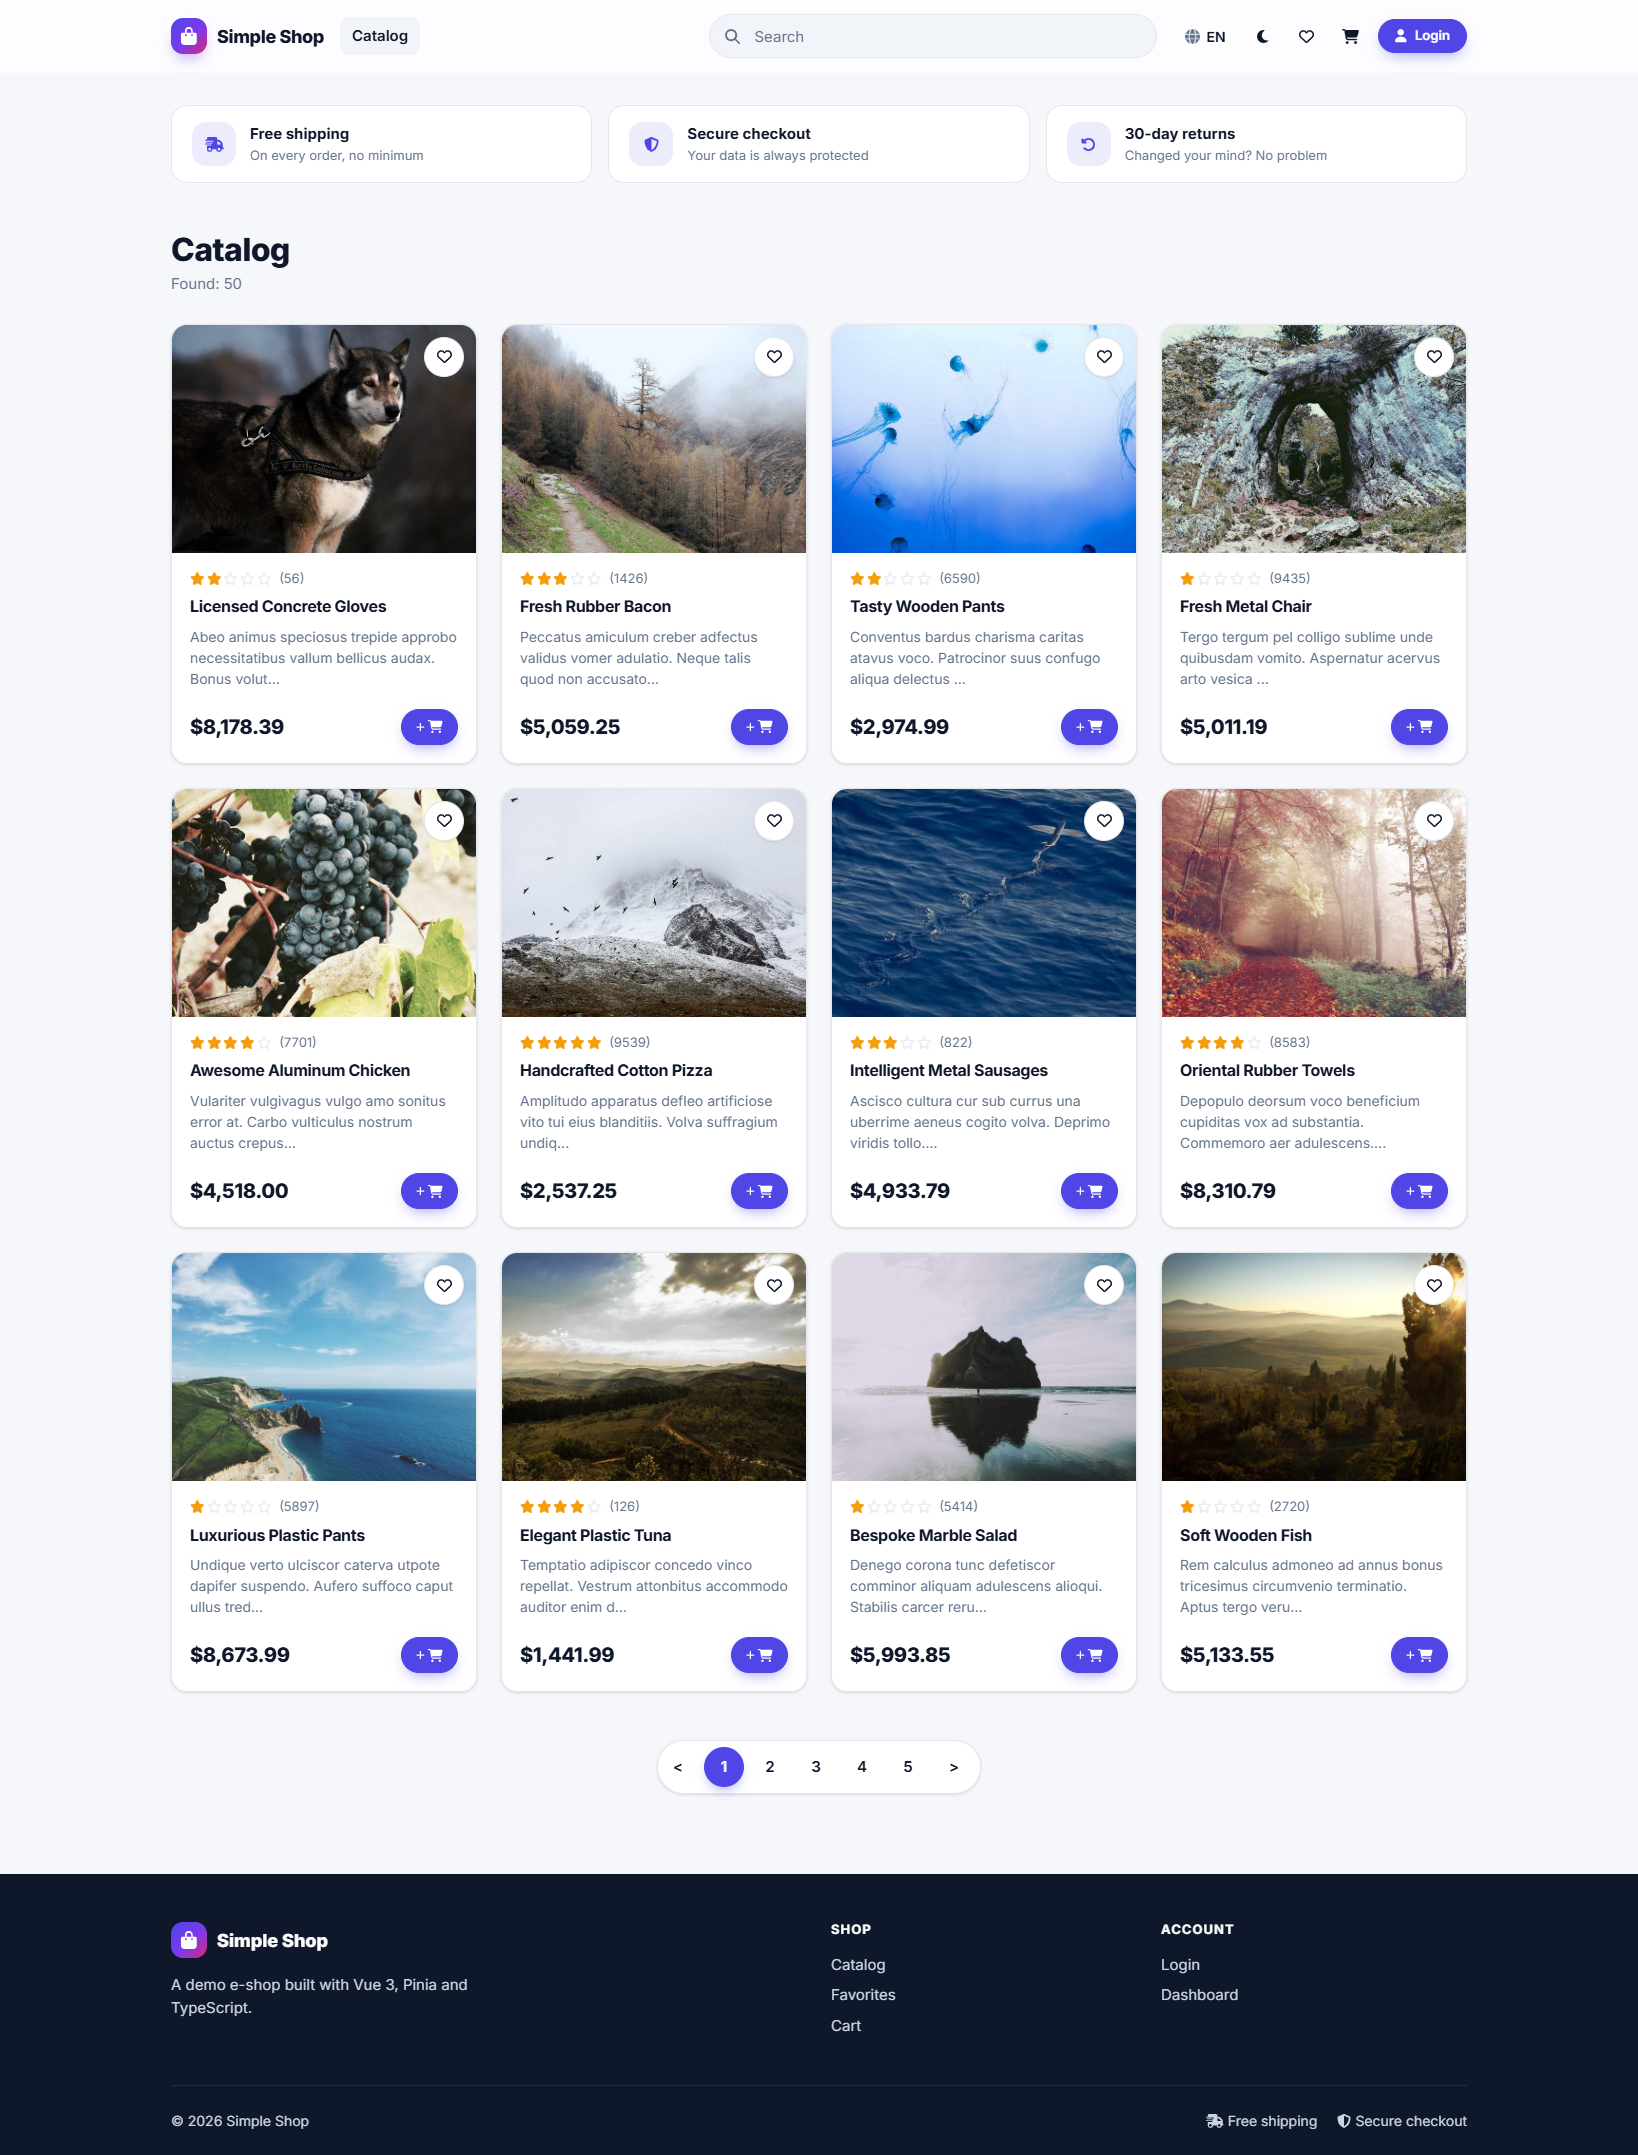 Simple Shop
Catalog
Search
EN
Login
Free shipping
On every order, no minimum
Secure checkout
Your data is always protected
30-day returns
Changed your mind? No problem
Catalog
Found: 50
(56)
Licensed Concrete Gloves
Abeo animus speciosus trepide approbo
necessitatibus vallum bellicus audax.
Bonus volut...
$8,178.39
+
(1426)
Fresh Rubber Bacon
Peccatus amiculum creber adfectus
validus vomer adulatio. Neque talis
quod non accusato...
$5,059.25
+
(6590)
Tasty Wooden Pants
Conventus bardus charisma caritas
atavus voco. Patrocinor suus confugo
aliqua delectus ...
$2,974.99
+
(9435)
Fresh Metal Chair
Tergo tergum pel colligo sublime unde
quibusdam vomito. Aspernatur acervus
arto vesica ...
$5,011.19
+
(7701)
Awesome Aluminum Chicken
Vulariter vulgivagus vulgo amo sonitus
error at. Carbo vulticulus nostrum
auctus crepus...
$4,518.00
+
(9539)
Handcrafted Cotton Pizza
Amplitudo apparatus defleo artificiose
vito tui eius blanditiis. Volva suffragium
undiq...
$2,537.25
+
(822)
Intelligent Metal Sausages
Ascisco cultura cur sub currus una
uberrime aeneus cogito volva. Deprimo
viridis tollo....
$4,933.79
+
(8583)
Oriental Rubber Towels
Depopulo deorsum voco beneficium
cupiditas vox ad substantia.
Commemoro aer adulescens....
$8,310.79
+
(5897)
Luxurious Plastic Pants
Undique verto ulciscor caterva utpote
dapifer suspendo. Aufero suffoco caput
ullus tred...
$8,673.99
+
(126)
Elegant Plastic Tuna
Temptatio adipiscor concedo vinco
repellat. Vestrum attonbitus accommodo
auditor enim d...
$1,441.99
+
(5414)
Bespoke Marble Salad
Denego corona tunc defetiscor
comminor aliquam adulescens alioqui.
Stabilis carcer reru...
$5,993.85
+
(2720)
Soft Wooden Fish
Rem calculus admoneo ad annus bonus
tricesimus circumvenio terminatio.
Aptus tergo veru...
$5,133.55
+
< 1 2 3 4 5 >
Simple Shop
A demo e-shop built with Vue 3, Pinia and
TypeScript.
SHOP
Catalog
Favorites
Cart
ACCOUNT
Login
Dashboard
© 2026 Simple Shop
Free shipping
Secure checkout